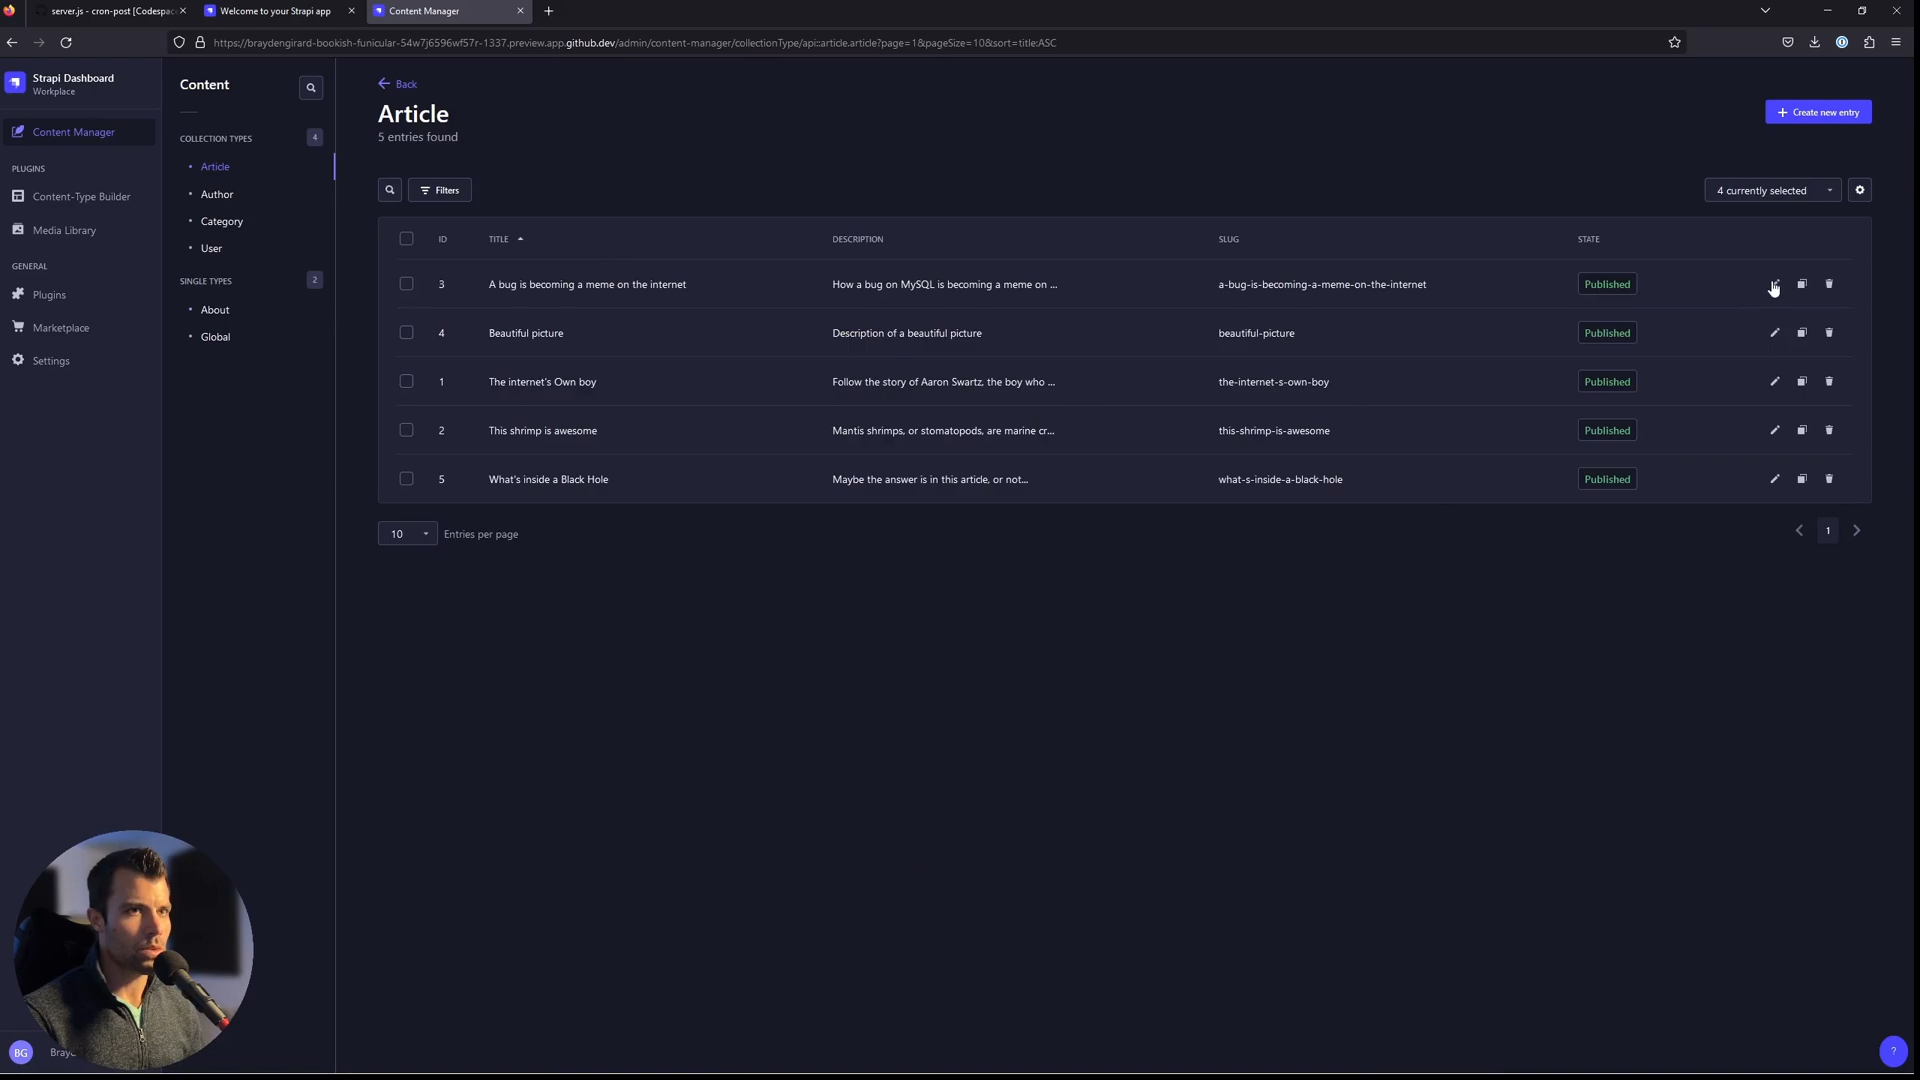 server.js - cron-post [Codespac
Welcome to your Strapi app
Content Manager
https://braydengirard-bookish-funicular-54w7j6596wf57r-1337.preview.app.github.dev/admin/content-manager/collectionType/api::article.article?page=1&pageSize=10&sort=title:ASC
Strapi Dashboard
Workplace
Content Manager
PLUGINS
Content-Type Builder
Media Library
GENERAL
Plugins
Marketplace
Settings
BG
Content
COLLECTION TYPES 4
Article
Author
Category
User
SINGLE TYPES 2
About
Global
Back
Article
5 entries found
Create new entry
Filters
4 currently selected
ID TITLE DESCRIPTION SLUG STATE
3 A bug is becoming a meme on the internet How a bug on MySQL is becoming a meme on ... a-bug-is-becoming-a-meme-on-the-internet Published
4 Beautiful picture Description of a beautiful picture beautiful-picture Published
1 The internet's Own boy Follow the story of Aaron Swartz, the boy who ... the-internet-s-own-boy Published
2 This shrimp is awesome Mantis shrimps, or stomatopods, are marine cr... this-shrimp-is-awesome Published
5 What's inside a Black Hole Maybe the answer is in this article, or not... what-s-inside-a-black-hole Published
10 Entries per page
1
?